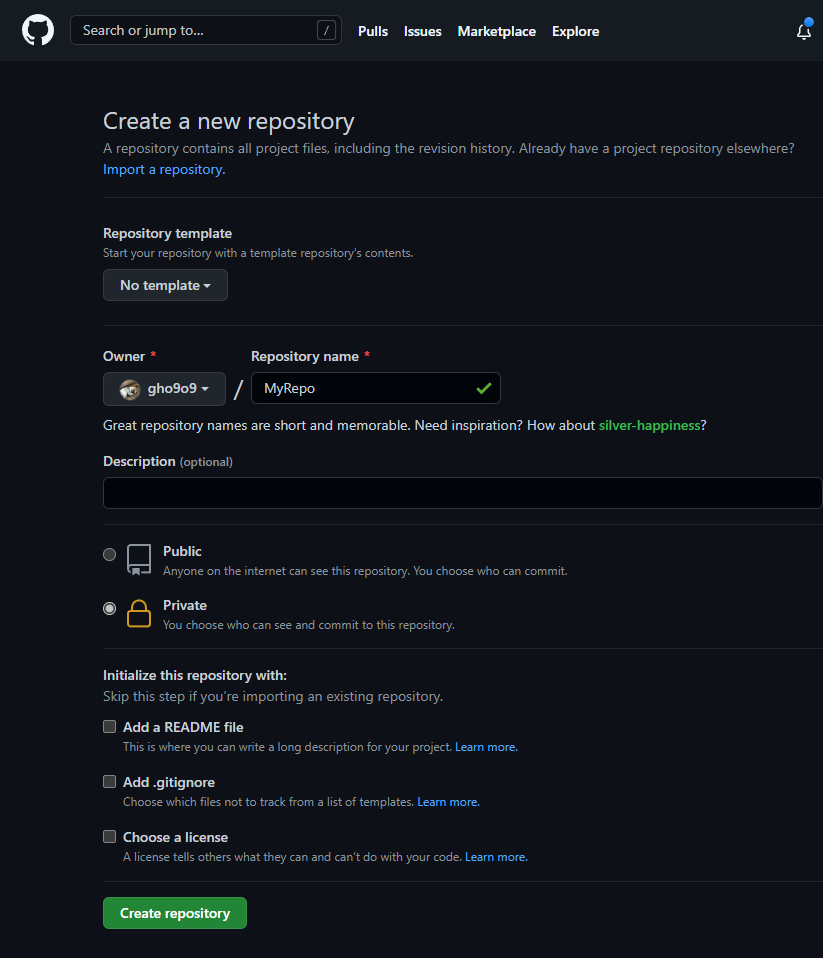 Search or jump to... / Pulls Issues Marketplace Explore
Create a new repository
A repository contains all project files, including the revision history. Already have a project repository elsewhere?
Import a repository.
Repository template
Start your repository with a template repository's contents.
No template
Owner * Repository name *
gho9o9 / MyRepo
Great repository names are short and memorable. Need inspiration? How about silver-happiness?
Description (optional)
Public
Anyone on the internet can see this repository. You choose who can commit.
Private
You choose who can see and commit to this repository.
Initialize this repository with:
Skip this step if you're importing an existing repository.
Add a README file
This is where you can write a long description for your project. Learn more.
Add .gitignore
Choose which files not to track from a list of templates. Learn more.
Choose a license
A license tells others what they can and can't do with your code. Learn more.
Create repository